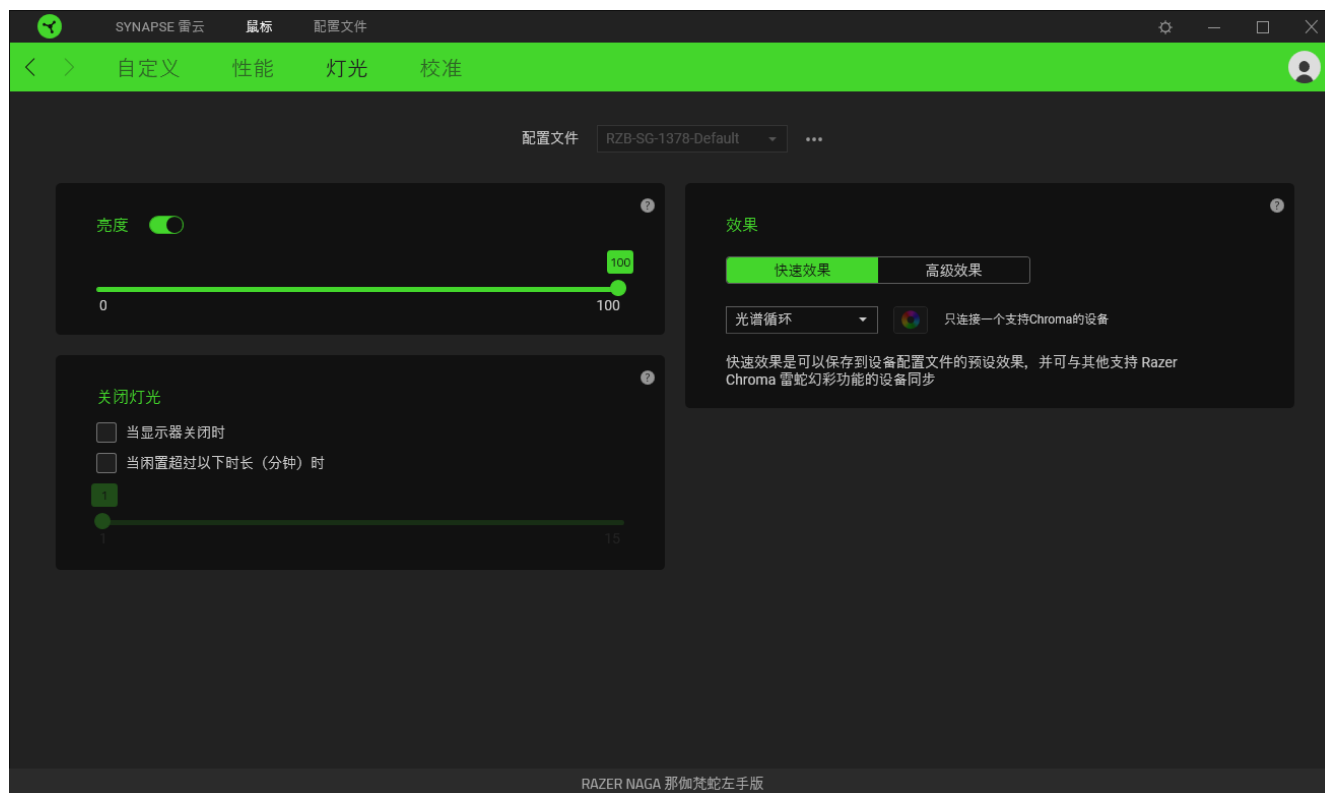 SYNAPSE 雷云 鼠标 配置文件
自定义 性能 灯光 校准
配置文件 RZB-SG-1378-Default
亮度
100
0 100
关闭灯光
当显示器关闭时
当闲置超过以下时长（分钟）时
1
1 15
效果
快速效果 高级效果
光谱循环 只连接一个支持Chroma的设备
快速效果是可以保存到设备配置文件的预设效果，并可与其他支持 Razer
Chroma 雷蛇幻彩功能的设备同步
RAZER NAGA 那伽梵蛇左手版